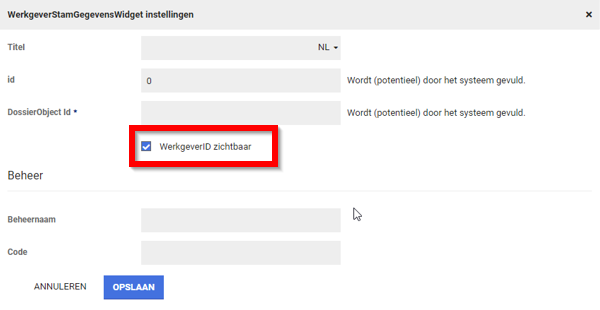 WerkgeverStamGegevensWidget instellingen ×
Titel NL
id 0 Wordt (potentieel) door het systeem gevuld.
DossierObject Id * Wordt (potentieel) door het systeem gevuld.
WerkgeverID zichtbaar
Beheer
Beheernaam
Code
ANNULEREN OPSLAAN